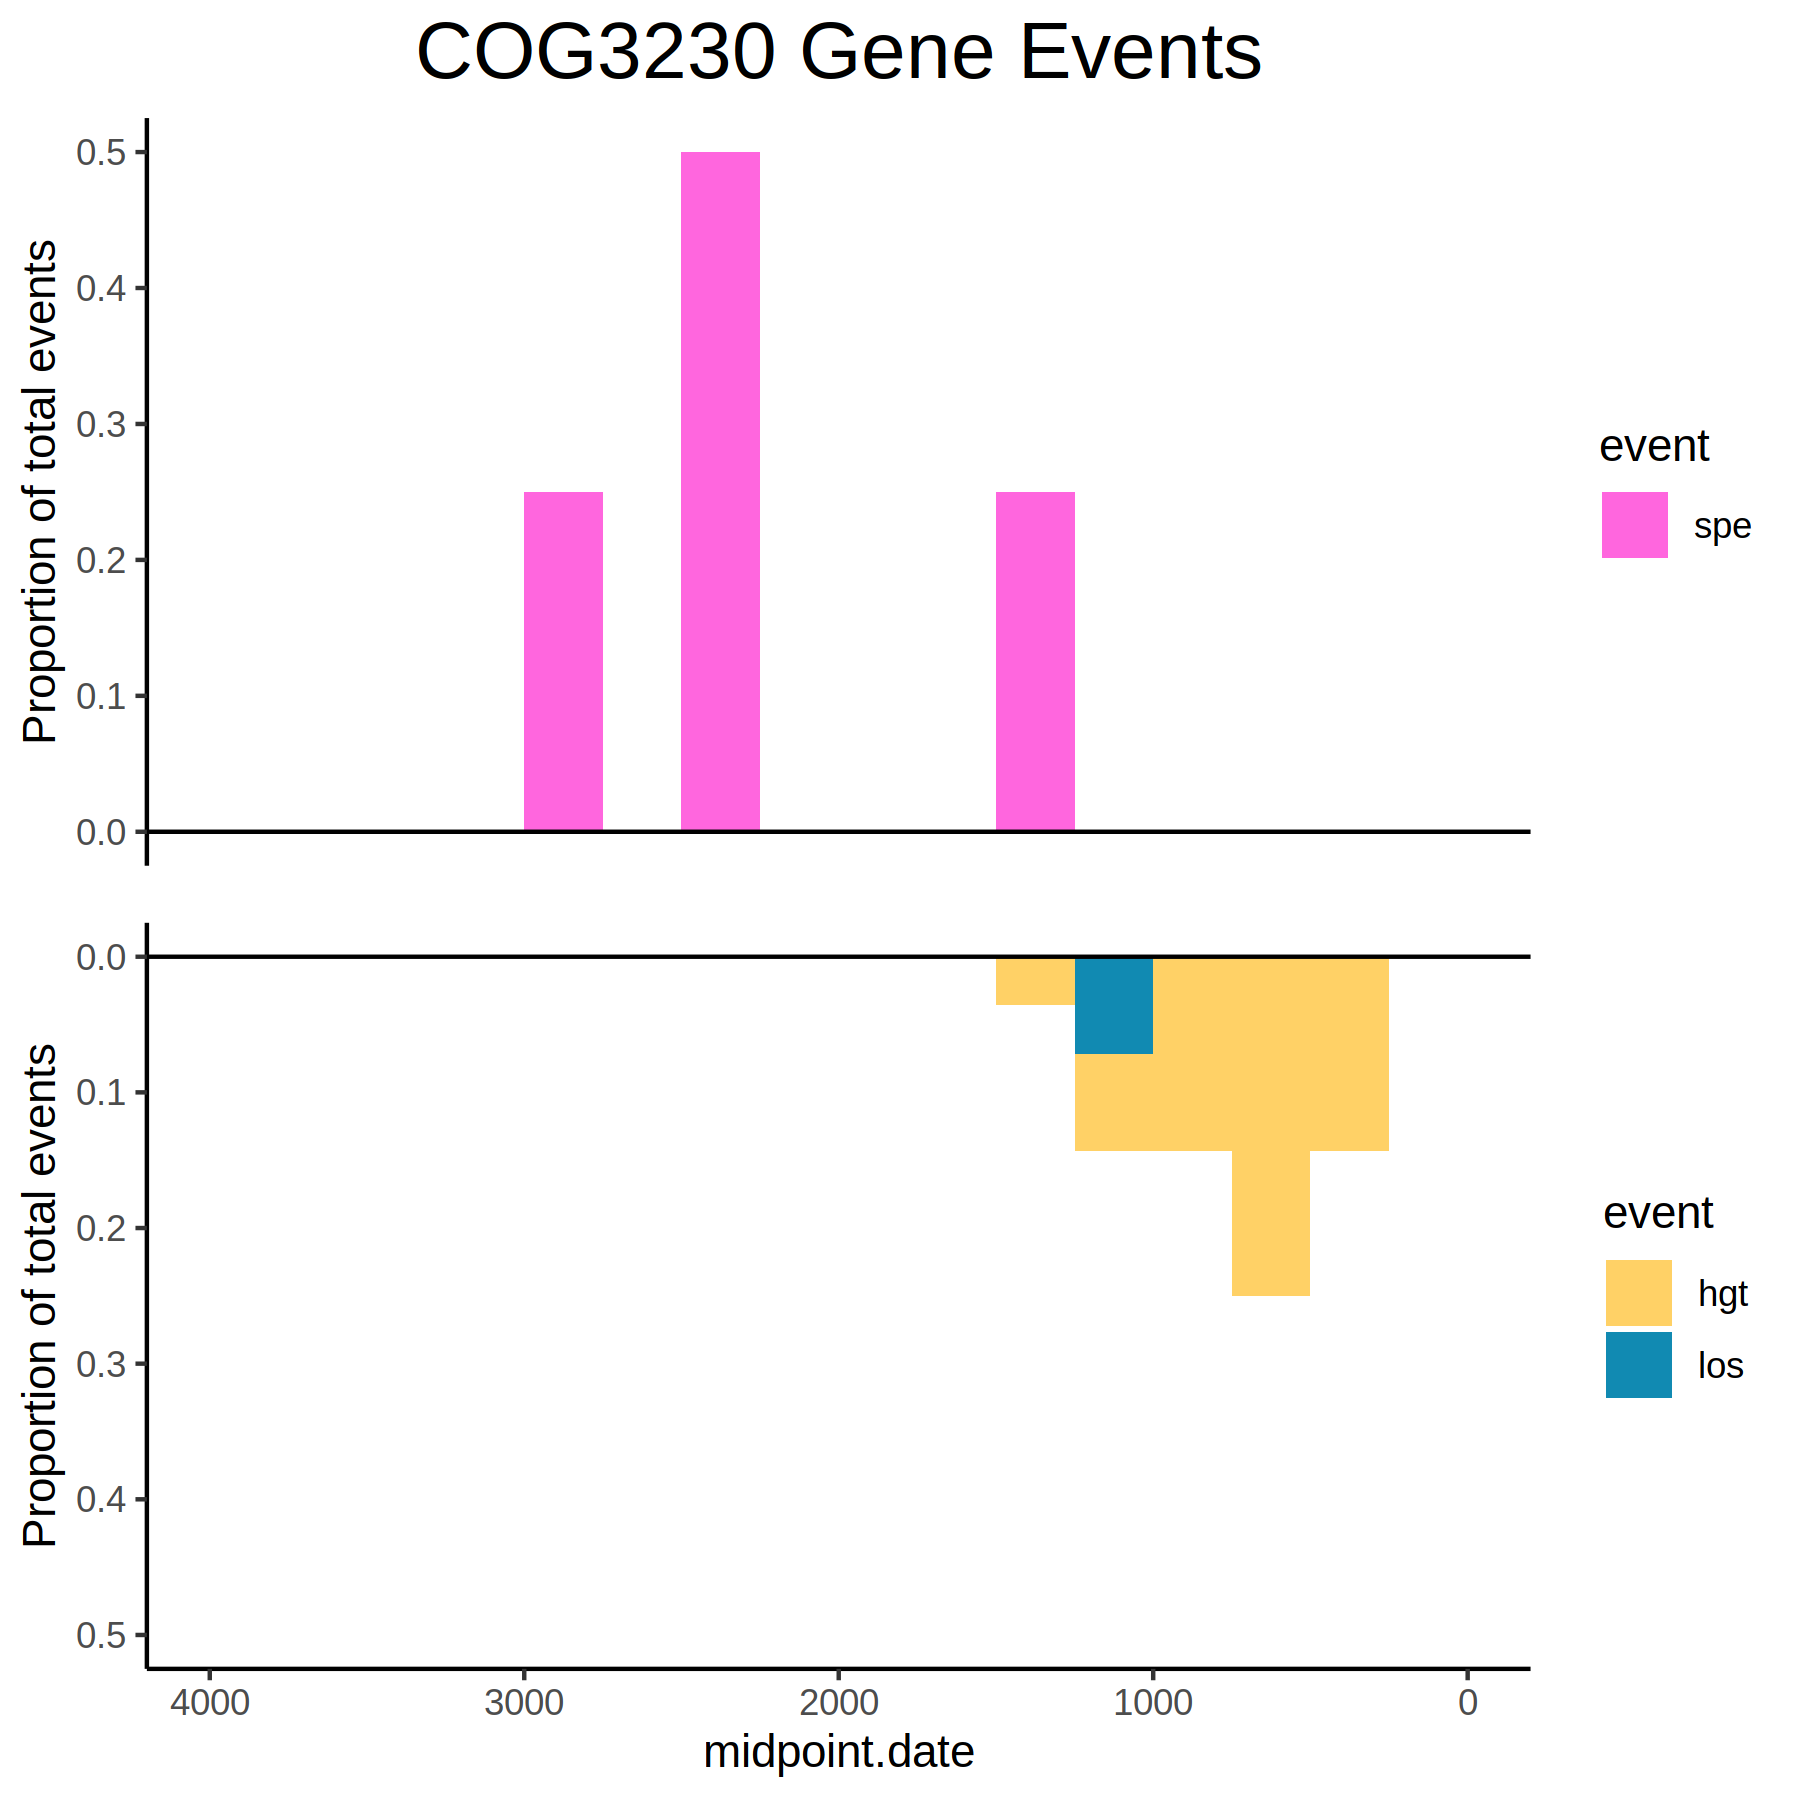 COG3230 Gene Events
Proportion of total events
0.5
0.4
0.3
0.2
0.1
0.0
event
spe
Proportion of total events
0.0
0.1
0.2
0.3
0.4
0.5
event
hgt
los
4000 3000 2000 1000 0
midpoint.date